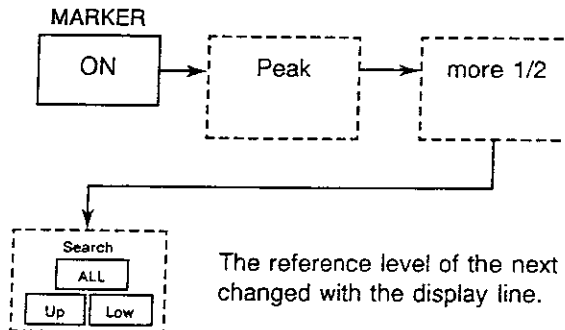 MARKER
ON
Peak
more 1/2
Search
ALL
Up Low
The reference level of the next
changed with the display line.